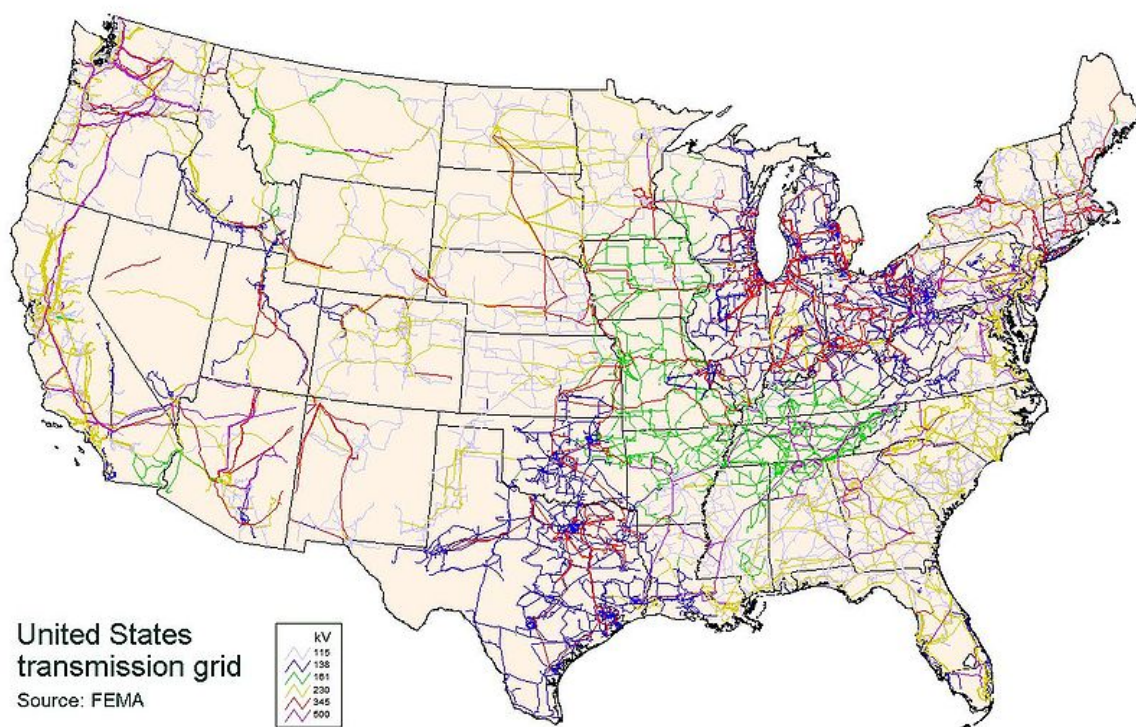 United States
transmission grid
Source: FEMA
kV
115
138
161
230
345
500